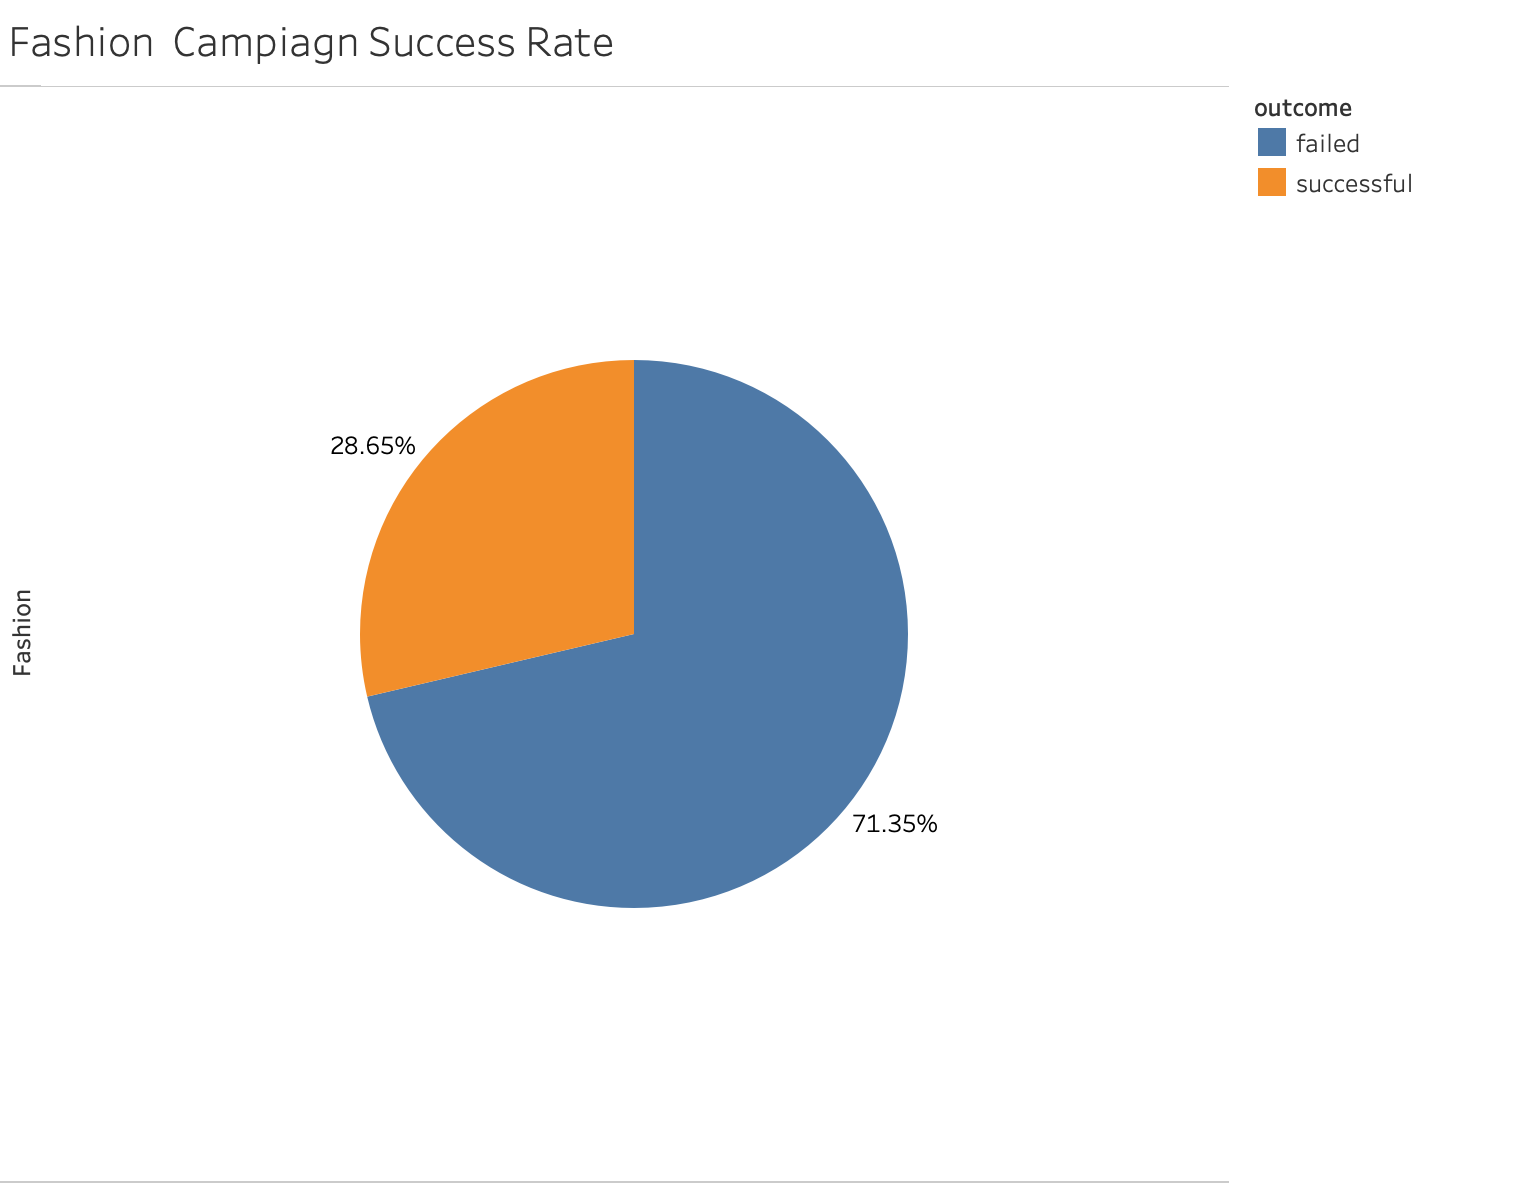 Fashion  Campiagn Success Rate
outcome
failed
successful
28.65%
Fashion
71.35%